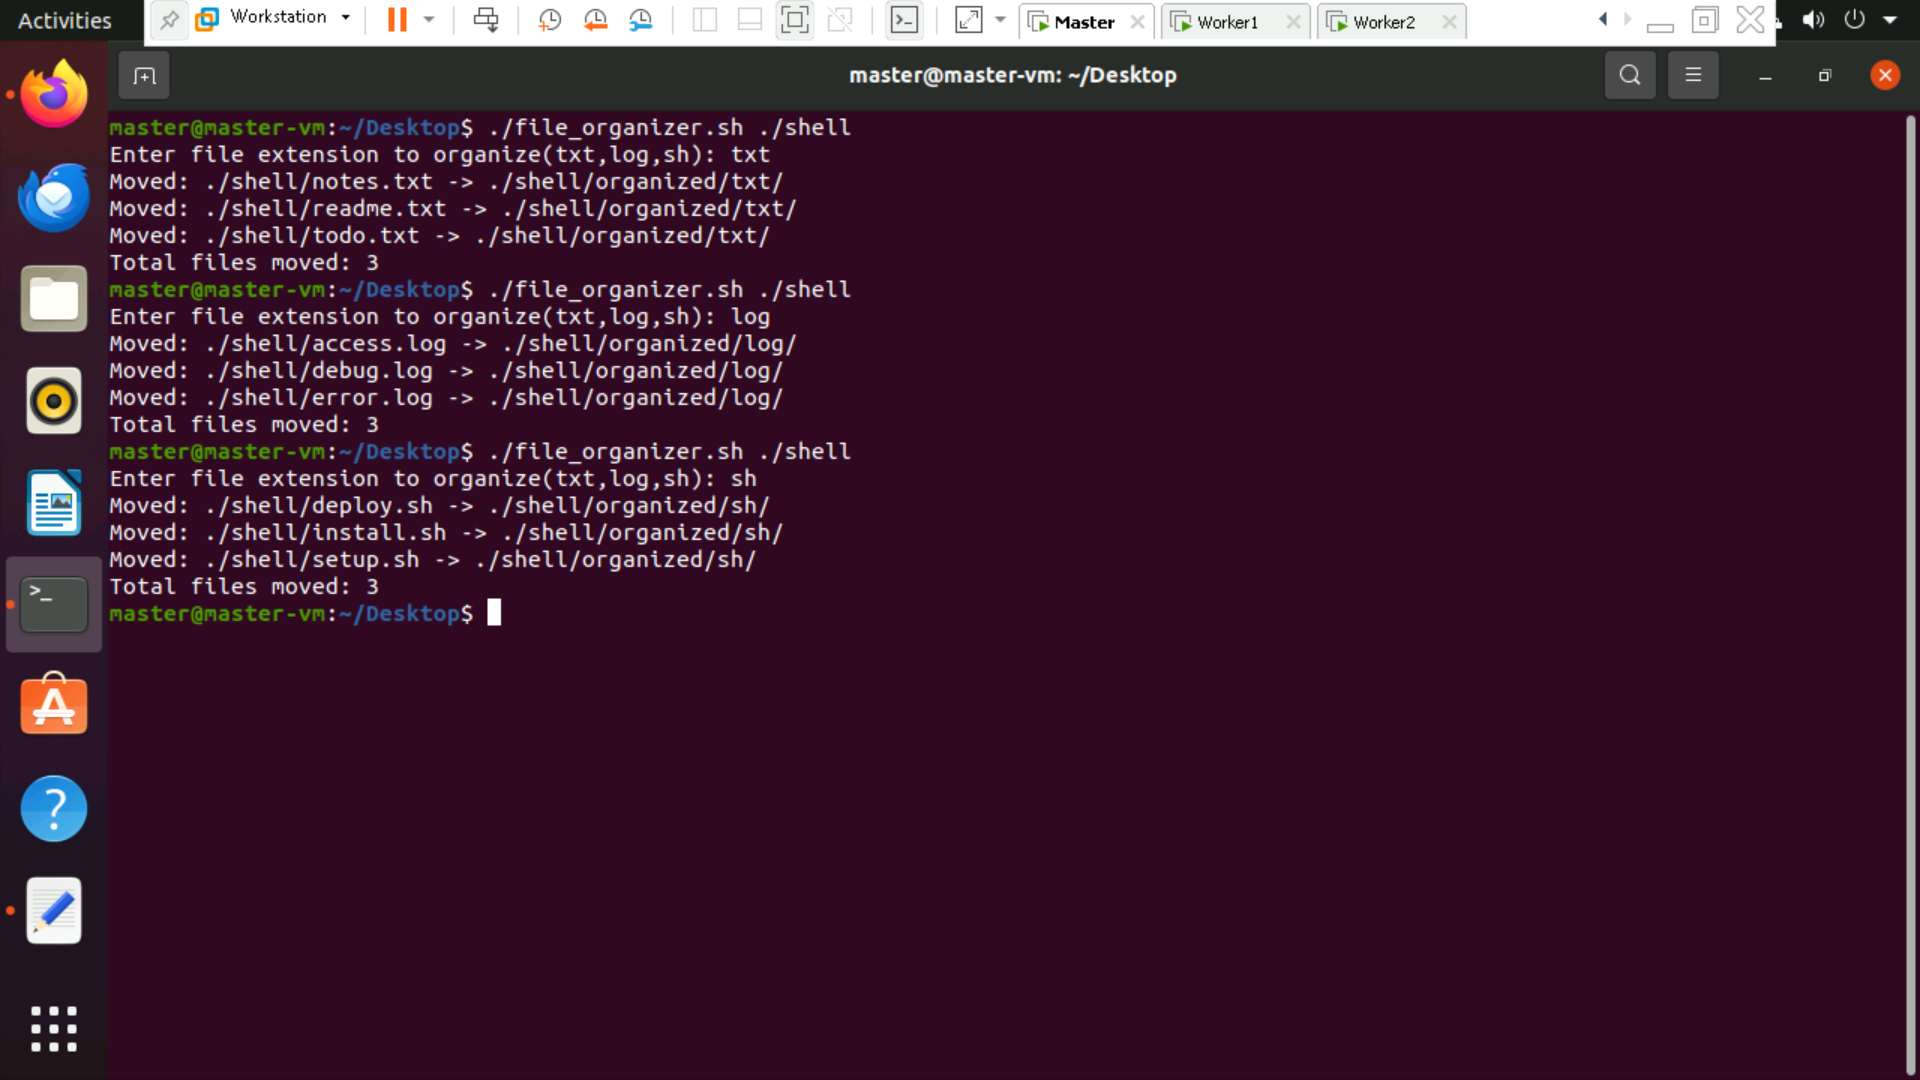 Activities
Workstation
Master
Worker1
Worker2
master@master-vm: ~/Desktop
master@master-vm:~/Desktop$ ./file_organizer.sh ./shell
Enter file extension to organize(txt,log,sh): txt
Moved: ./shell/notes.txt -> ./shell/organized/txt/
Moved: ./shell/readme.txt -> ./shell/organized/txt/
Moved: ./shell/todo.txt -> ./shell/organized/txt/
Total files moved: 3
master@master-vm:~/Desktop$ ./file_organizer.sh ./shell
Enter file extension to organize(txt,log,sh): log
Moved: ./shell/access.log -> ./shell/organized/log/
Moved: ./shell/debug.log -> ./shell/organized/log/
Moved: ./shell/error.log -> ./shell/organized/log/
Total files moved: 3
master@master-vm:~/Desktop$ ./file_organizer.sh ./shell
Enter file extension to organize(txt,log,sh): sh
Moved: ./shell/deploy.sh -> ./shell/organized/sh/
Moved: ./shell/install.sh -> ./shell/organized/sh/
Moved: ./shell/setup.sh -> ./shell/organized/sh/
Total files moved: 3
master@master-vm:~/Desktop$